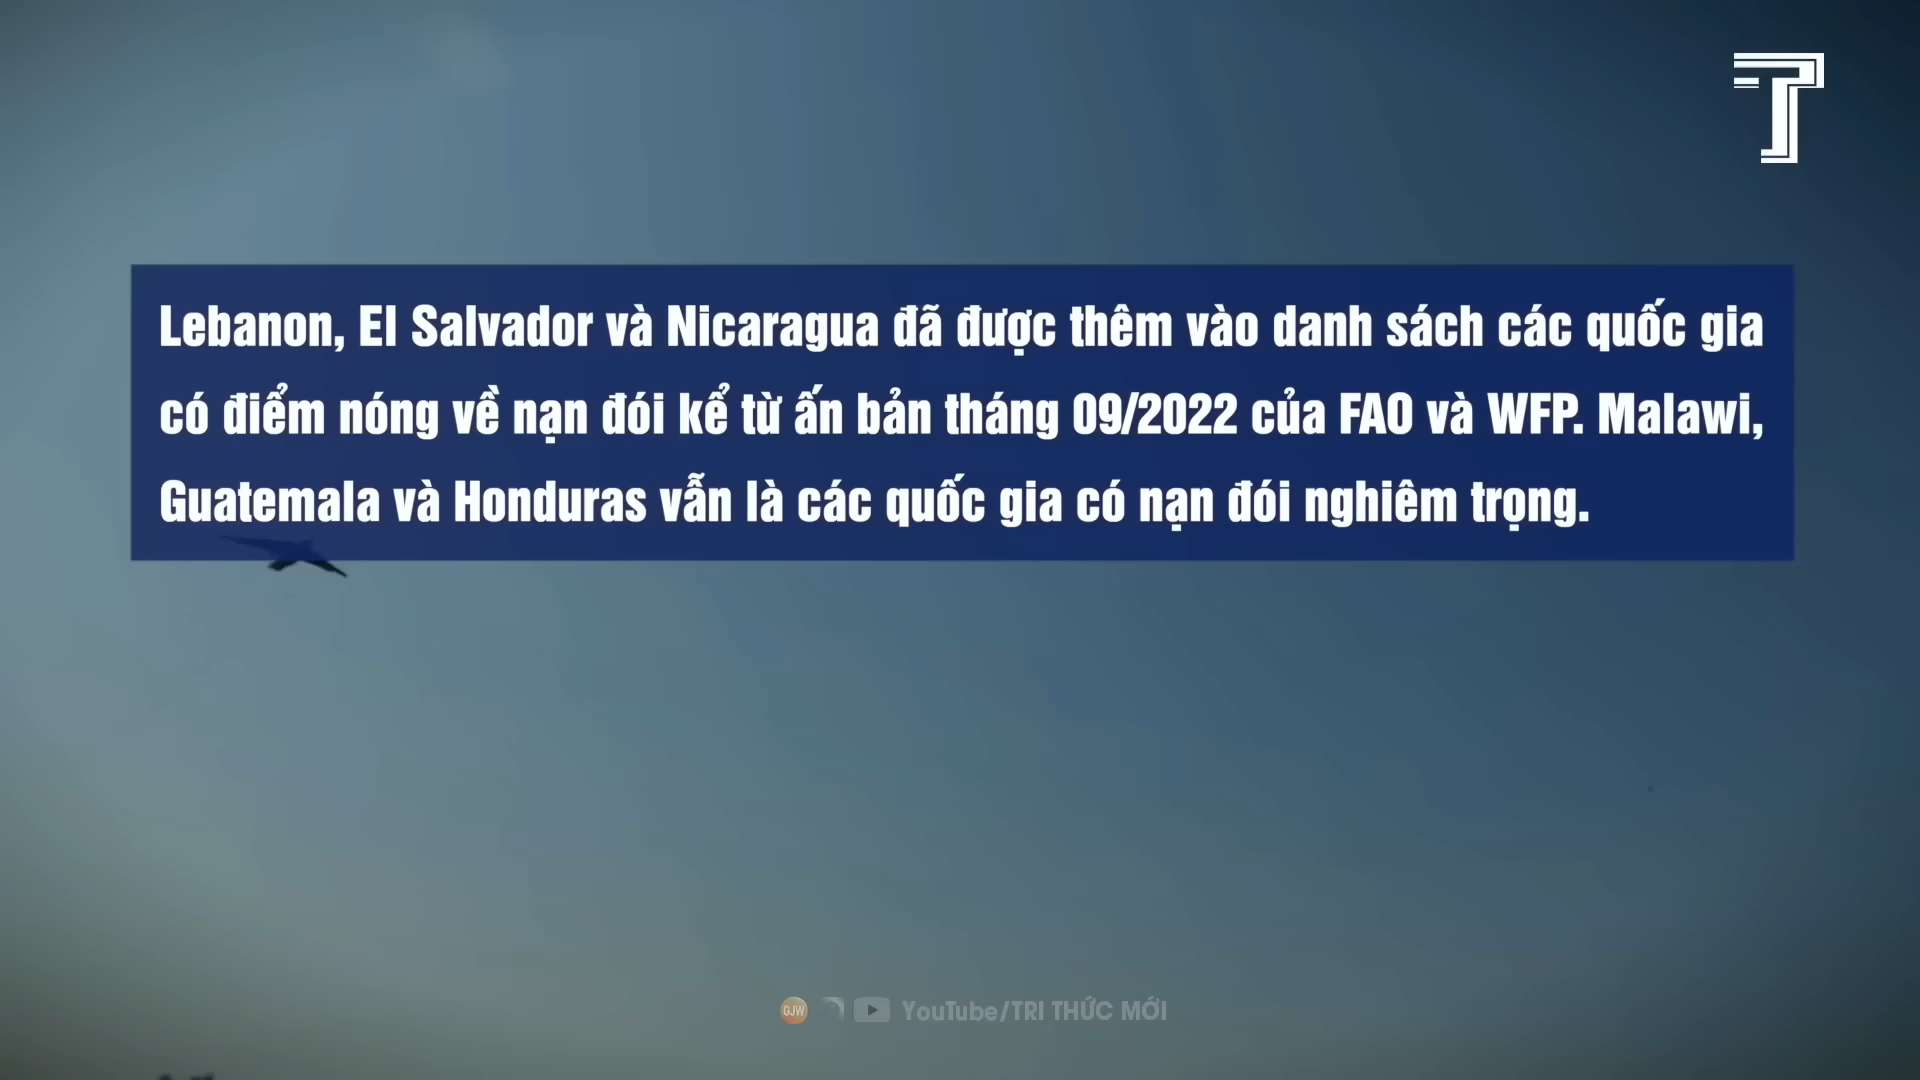 Lebanon, El Salvador và Nicaragua đã được thêm vào danh sách các quốc gia
có điểm nóng về nạn đói kể từ ấn bản tháng 09/2022 của FAO và WFP. Malawi,
Guatemala và Honduras vẫn là các quốc gia có nạn đói nghiêm trọng.
GJW YouTube/TRI THỨC MỚI